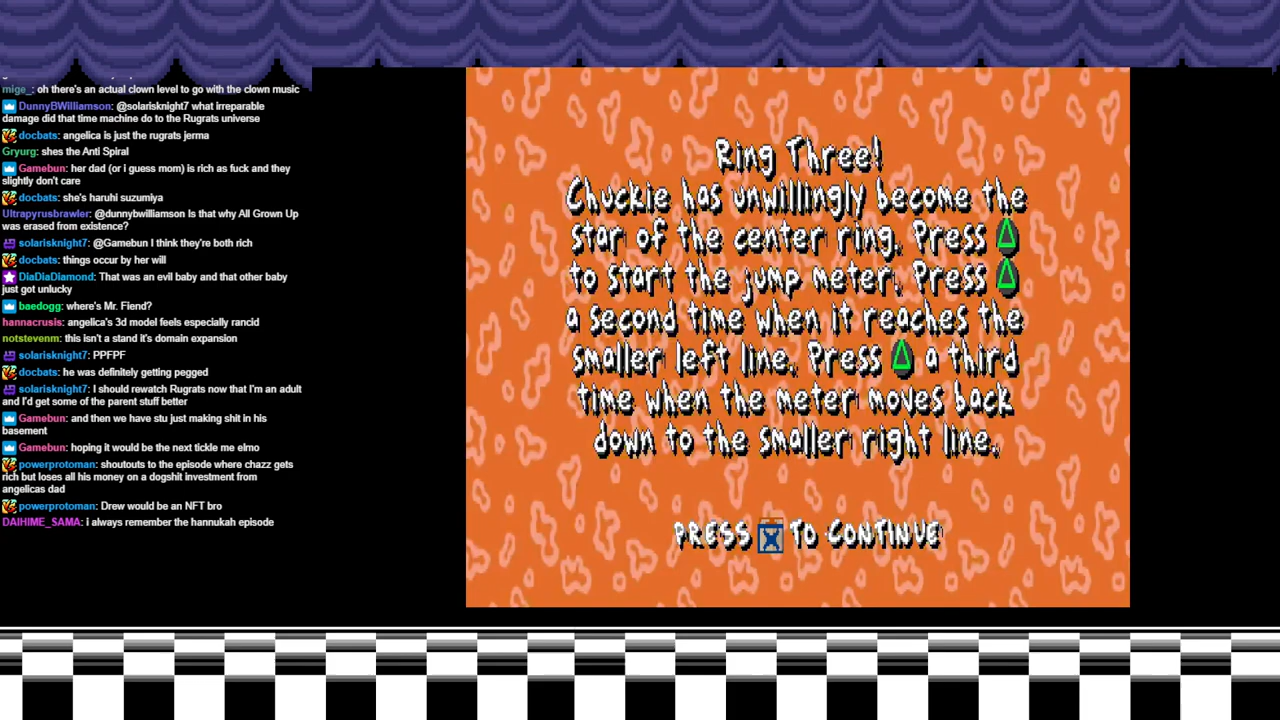 mige_: oh there's an actual clown level to go with the clown music
DunnyBWilliamson: @solarisknight7 what irreparable
damage did that time machine do to the Rugrats universe
docbats: angelica is just the rugrats jerma
Gryurg: shes the Anti Spiral
Gamebun: her dad (or i guess mom) is rich as fuck and they
slightly don't care
docbats: she's haruhi suzumiya
Ultrapyrusbrawler: @dunnybwilliamson Is that why All Grown Up
was erased from existence?
solarisknight7: @Gamebun I think they're both rich
docbats: things occur by her will
DiaDiaDiamond: That was an evil baby and that other baby
just got unlucky
baedogg: where's Mr. Fiend?
hannacrusis: angelica's 3d model feels especially rancid
notstevenm: this isn't a stand it's domain expansion
solarisknight7: PPFPF
docbats: he was definitely getting pegged
solarisknight7: I should rewatch Rugrats now that I'm an adult
and I'd get some of the parent stuff better
Gamebun: and then we have stu just making shit in his
basement
Gamebun: hoping it would be the next tickle me elmo
powerprotoman: shoutouts to the episode where chazz gets
rich but loses all his money on a dogshit investment from
angelicas dad
powerprotoman: Drew would be an NFT bro
DAIHIME_SAMA: i always remember the hannukah episode
Ring Three!
Chuckie has unwillingly become the
star of the center ring. Press
to start the jump meter. Press
a second time when it reaches the
smaller left line. Press a third
time when the meter moves back
down to the smaller right line.
PRESS X TO CONTINUE